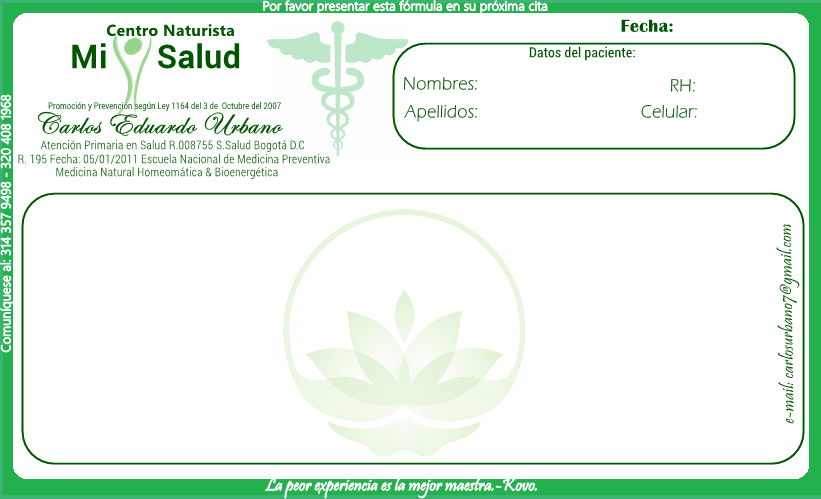 Por favor presentar esta fórmula en su próxima cita
Centro Naturista
Mi Salud
Promoción y Prevención según Ley 1164 del 3 de Octubre del 2007
Carlos Eduardo Urbano
Atención Primaria en Salud R.008755 S.Salud Bogotá D.C
R. 195 Fecha: 05/01/2011 Escuela Nacional de Medicina Preventiva
Medicina Natural Homeomática & Bioenergética
Fecha:
Datos del paciente:
Nombres:
RH:
Apellidos:
Celular:
Comuníquese al: 314 357 9498 - 320 408 1968
e-mail: carlosurbano7@gmail.com
La peor experiencia es la mejor maestra.-Kovo.